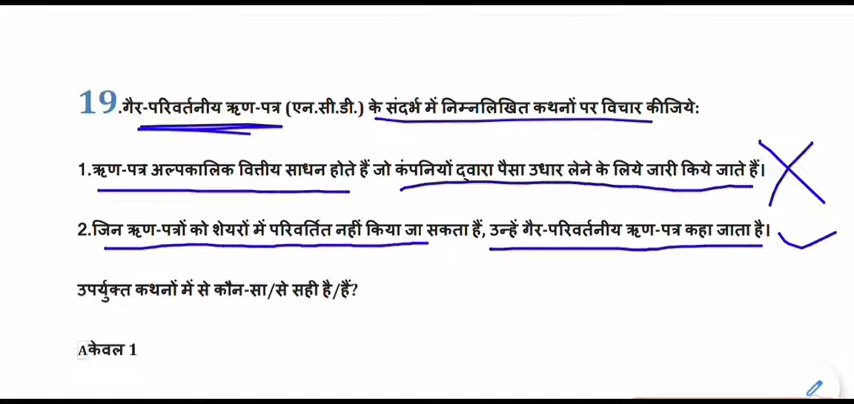 19.गैर-परिवर्तनीय ऋण-पत्र (एन.सी.डी.) के संदर्भ में निम्नलिखित कथनों पर विचार कीजिये:
1.ऋण-पत्र अल्पकालिक वित्तीय साधन होते हैं जो कंपनियों द्वारा पैसा उधार लेने के लिये जारी किये जाते हैं।
2.जिन ऋण-पत्रों को शेयरों में परिवर्तित नहीं किया जा सकता हैं, उन्हें गैर-परिवर्तनीय ऋण-पत्र कहा जाता है।
उपर्युक्त कथनों में से कौन-सा/से सही है/हैं?
Aकेवल 1